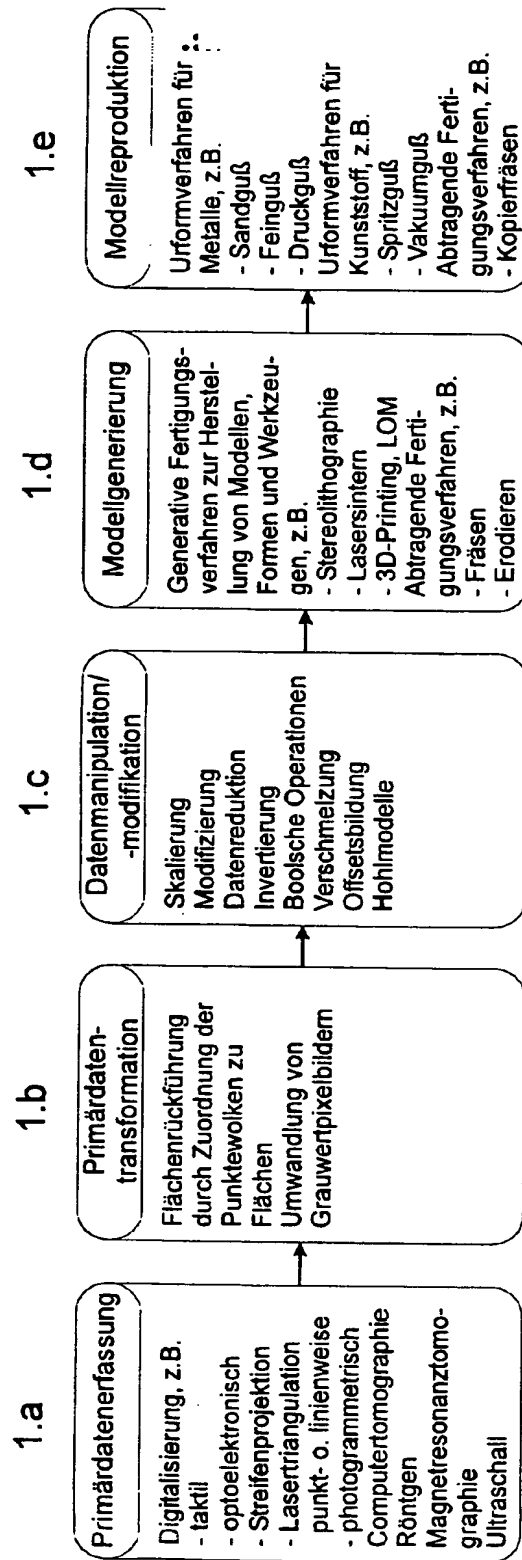 1.a
Primärdatenerfassung
Digitalisierung, z.B.
- taktil
- optoelektronisch
- Streifenprojektion
- Lasertriangulation
punkt- o. linienweise
- photogrammetrisch
Computertomographie
Röntgen
Magnetresonanztomo-
graphie
Ultraschall
1.b
Primärdaten-
transformation
Flächenrückführung
durch Zuordnung der
Punktewolken zu
Flächen
Umwandlung von
Grauwertpixelbildern
1.c
Datenmanipulation/
-modifikation
Skalierung
Modifizierung
Datenreduktion
Invertierung
Boolsche Operationen
Verschmelzung
Offsetsbildung
Hohlmodelle
1.d
Modellgenerierung
Generative Fertigungs-
verfahren zur Herstel-
lung von Modellen,
Formen und Werkzeu-
gen, z.B.
- Stereolithographie
- Lasersintern
- 3D-Printing, LOM
Abtragende Ferti-
gungsverfahren, z.B.
- Fräsen
- Erodieren
1.e
Modellreproduktion
Urformverfahren für
Metalle, z.B.
- Sandguß
- Feinguß
- Druckguß
Urformverfahren für
Kunststoff, z.B.
- Spritzguß
- Vakuumguß
Abtragende Ferti-
gungsverfahren, z.B.
- Kopierfräsen